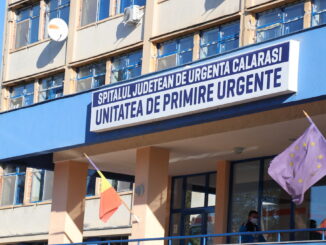 SPITALUL JUDETEAN DE URGENTA CALARASI
UNITATEA DE PRIMIRE URGENTE